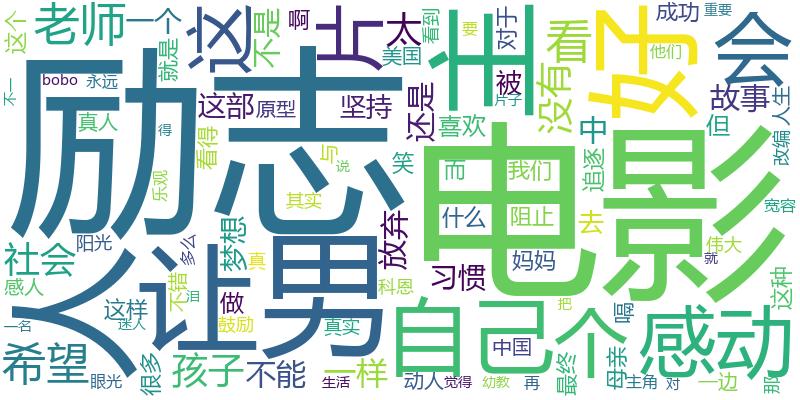 这个
老师
一个
这
不是
啊
片
太
看到
主
要
对于
看
好
成功
重要
会
他们
不一
bobo
永远
就是
励志
这部
原型
坚持
美国
还是
被
片子
没有
故事
人生
真人
得
看得
与
说
喜欢
电影
中
但
改编
乐观
其实
笑
而
我们
追逐
宽容
人
让
男
阳光
多么
梦想
放弃
什么
阻止
去
伟大
社会
感人
不错
真
习惯
妈妈
就
这种
这样
迷人
泪
做
鼓励
科恩
自己
个
把
嗝
感动
一名
真实
中国
希望
眼光
很多
孩子
不能
生活
一样
动人
觉得
幼教
再
最终
母亲
主角
对
一边
那